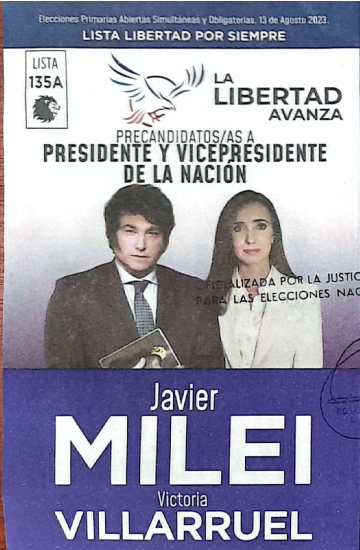 Elecciones Primarias Abiertas Simultáneas y Obligatorias. 13 de Agosto 2023.
LISTA LIBERTAD POR SIEMPRE
LISTA
135A
LA
LIBERTAD
AVANZA
PRECANDIDATOS/AS A
PRESIDENTE Y VICEPRESIDENTE
DE LA NACIÓN
OFICIALIZADA POR LA JUSTIC
PARA LAS ELECCIONES NAC
Javier
MILEI
Victoria
VILLARRUEL